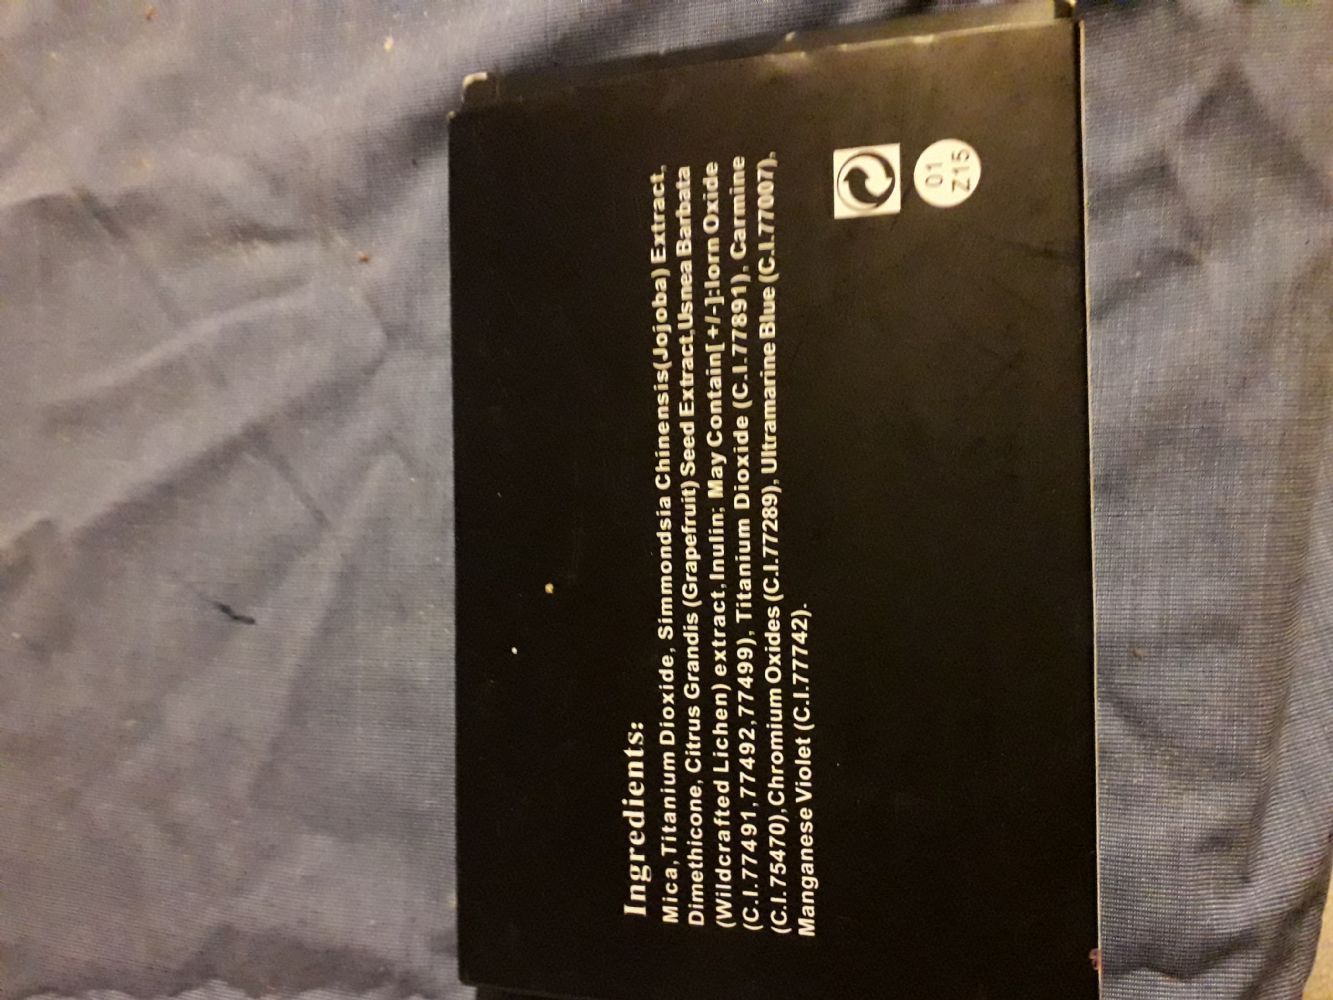 Ingredients:
Mica,Titanium Dioxide, Simmondsia Chinensis(Jojoba) Extract,
Dimethicone, Citrus Grandis (Grapefruit) Seed Extract,Usnea Barbata
(Wildcrafted Lichen) extract,Inulin; May Contain[ +/-]:Iorn Oxide
(C.I.77491,77492,77499), Titanium Dioxide (C.I.77891), Carmine
(C.I.75470),Chromium Oxides (C.I.77289), Ultramarine Blue (C.I.77007),
Manganese Violet (C.I.77742).
01
Z15